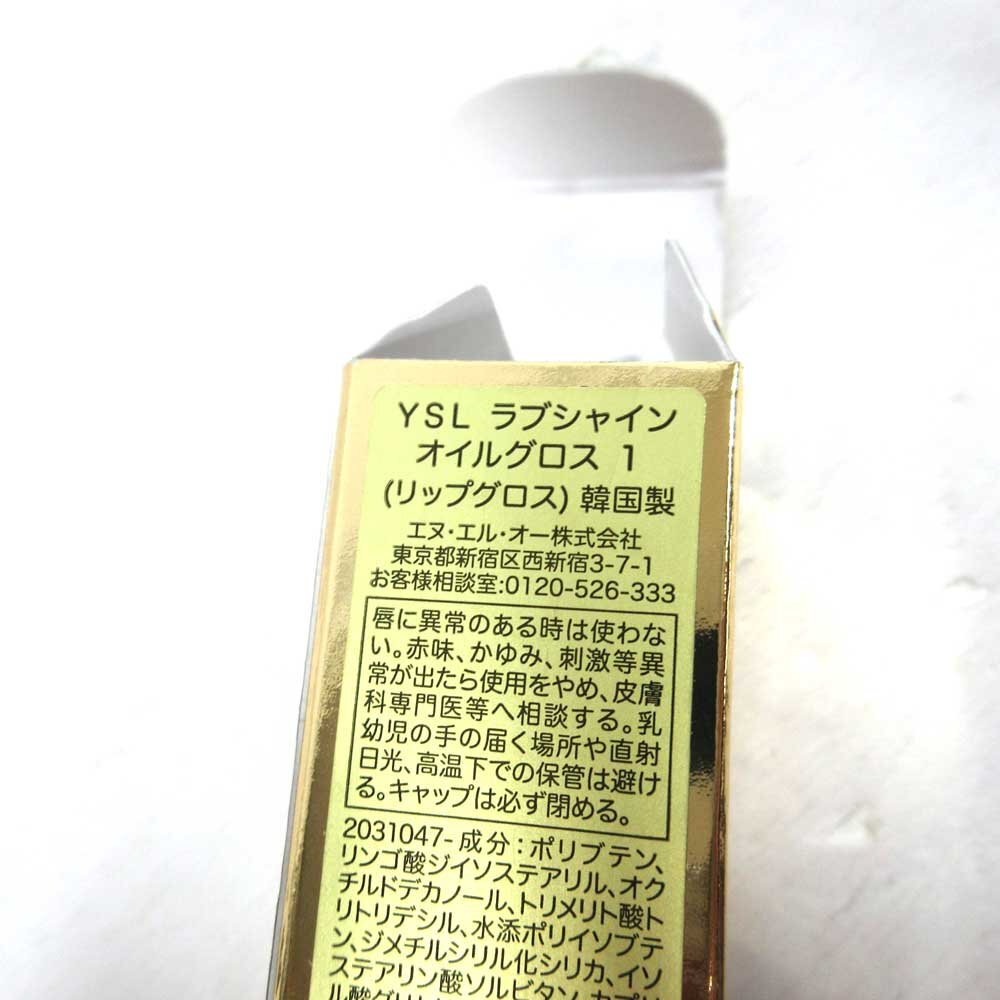 YSL ラブシャイン
オイルグロス 1
(リップグロス) 韓国製
エヌ・エル・オー株式会社
東京都新宿区西新宿3-7-1
お客様相談室:0120-526-333
唇に異常のある時は使わな
い。赤味、かゆみ、刺激等異
常が出たら使用をやめ、皮膚
科専門医等へ相談する。乳
幼児の手の届く場所や直射
日光、高温下での保管は避け
る。キャップは必ず閉める。
2031047-成分：ポリブテン、
リンゴ酸ジイソステアリル、オク
チルドデカノール、トリメリト酸ト
リトリデシル、水添ポリイソブテ
ン、ジメチルシリル化シリカ、イソ
ステアリン酸ソルビタン、カプリ